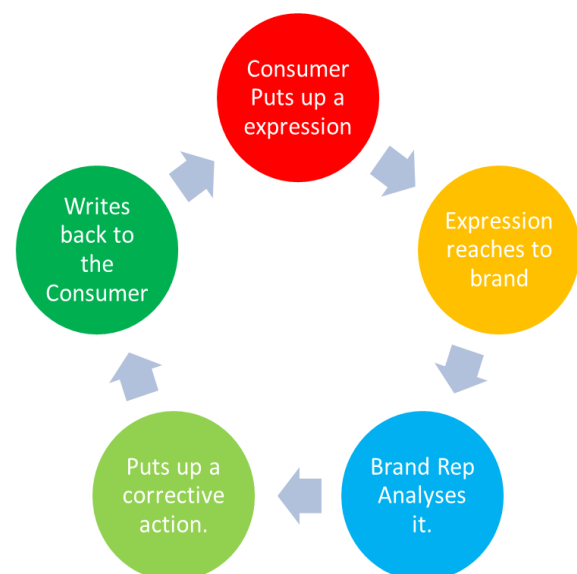 Consumer
Puts up a
expression
Expression
reaches to
brand
Brand Rep
Analyses
it.
Puts up a
corrective
action.
Writes
back to
the
Consumer